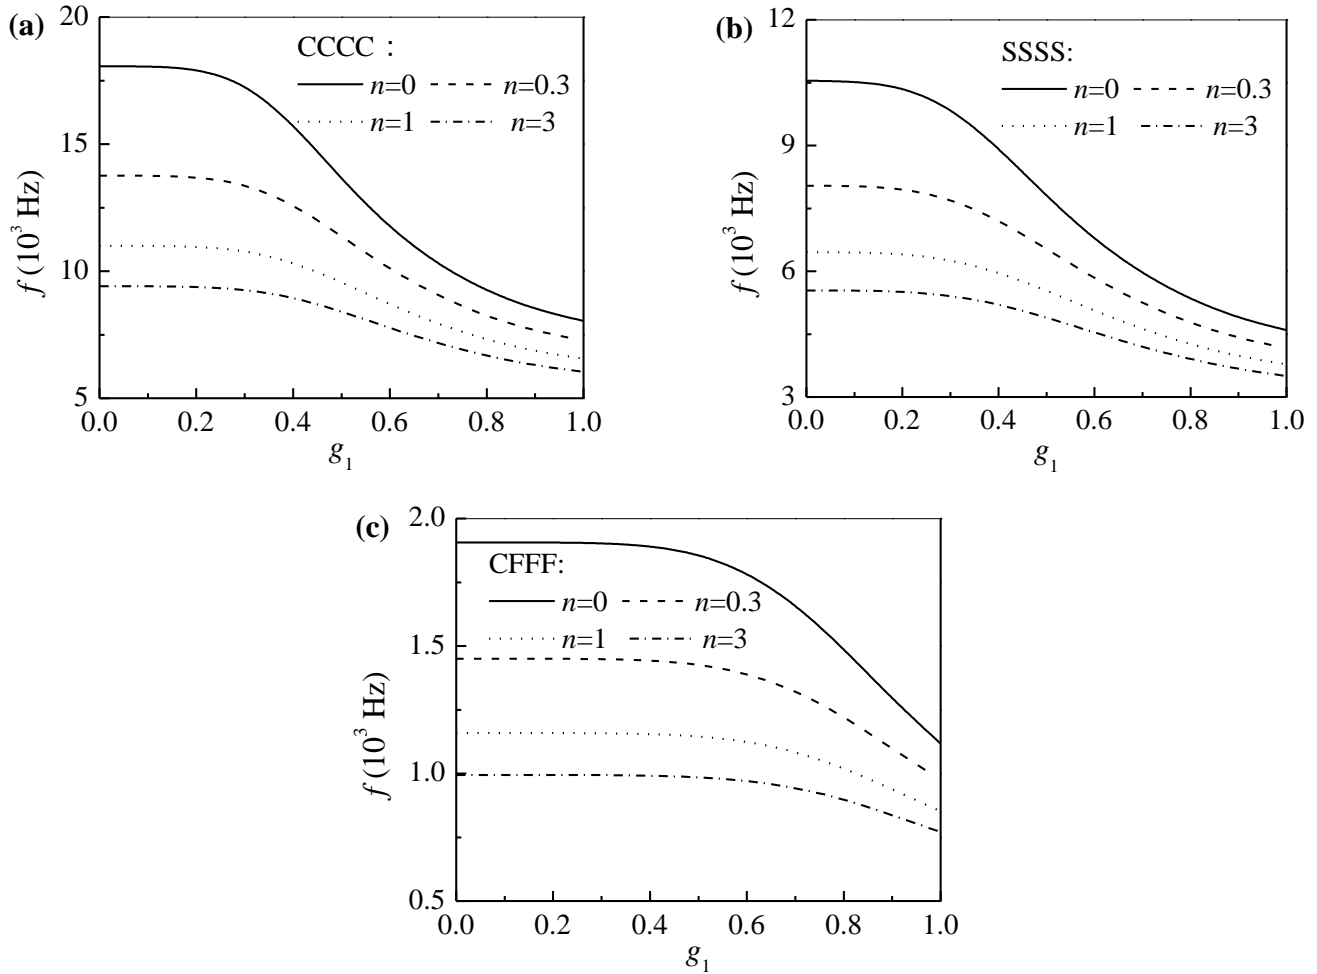 (a)
CCCC :
n=0
n=0.3
n=1
n=3
20
15
10
5
f (10³ Hz)
0.0 0.2 0.4 0.6 0.8 1.0
g₁
(b)
SSSS:
n=0
n=0.3
n=1
n=3
12
9
6
3
f (10³ Hz)
0.0 0.2 0.4 0.6 0.8 1.0
g₁
(c)
CFFF:
n=0
n=0.3
n=1
n=3
2.0
1.5
1.0
0.5
f (10³ Hz)
0.0 0.2 0.4 0.6 0.8 1.0
g₁